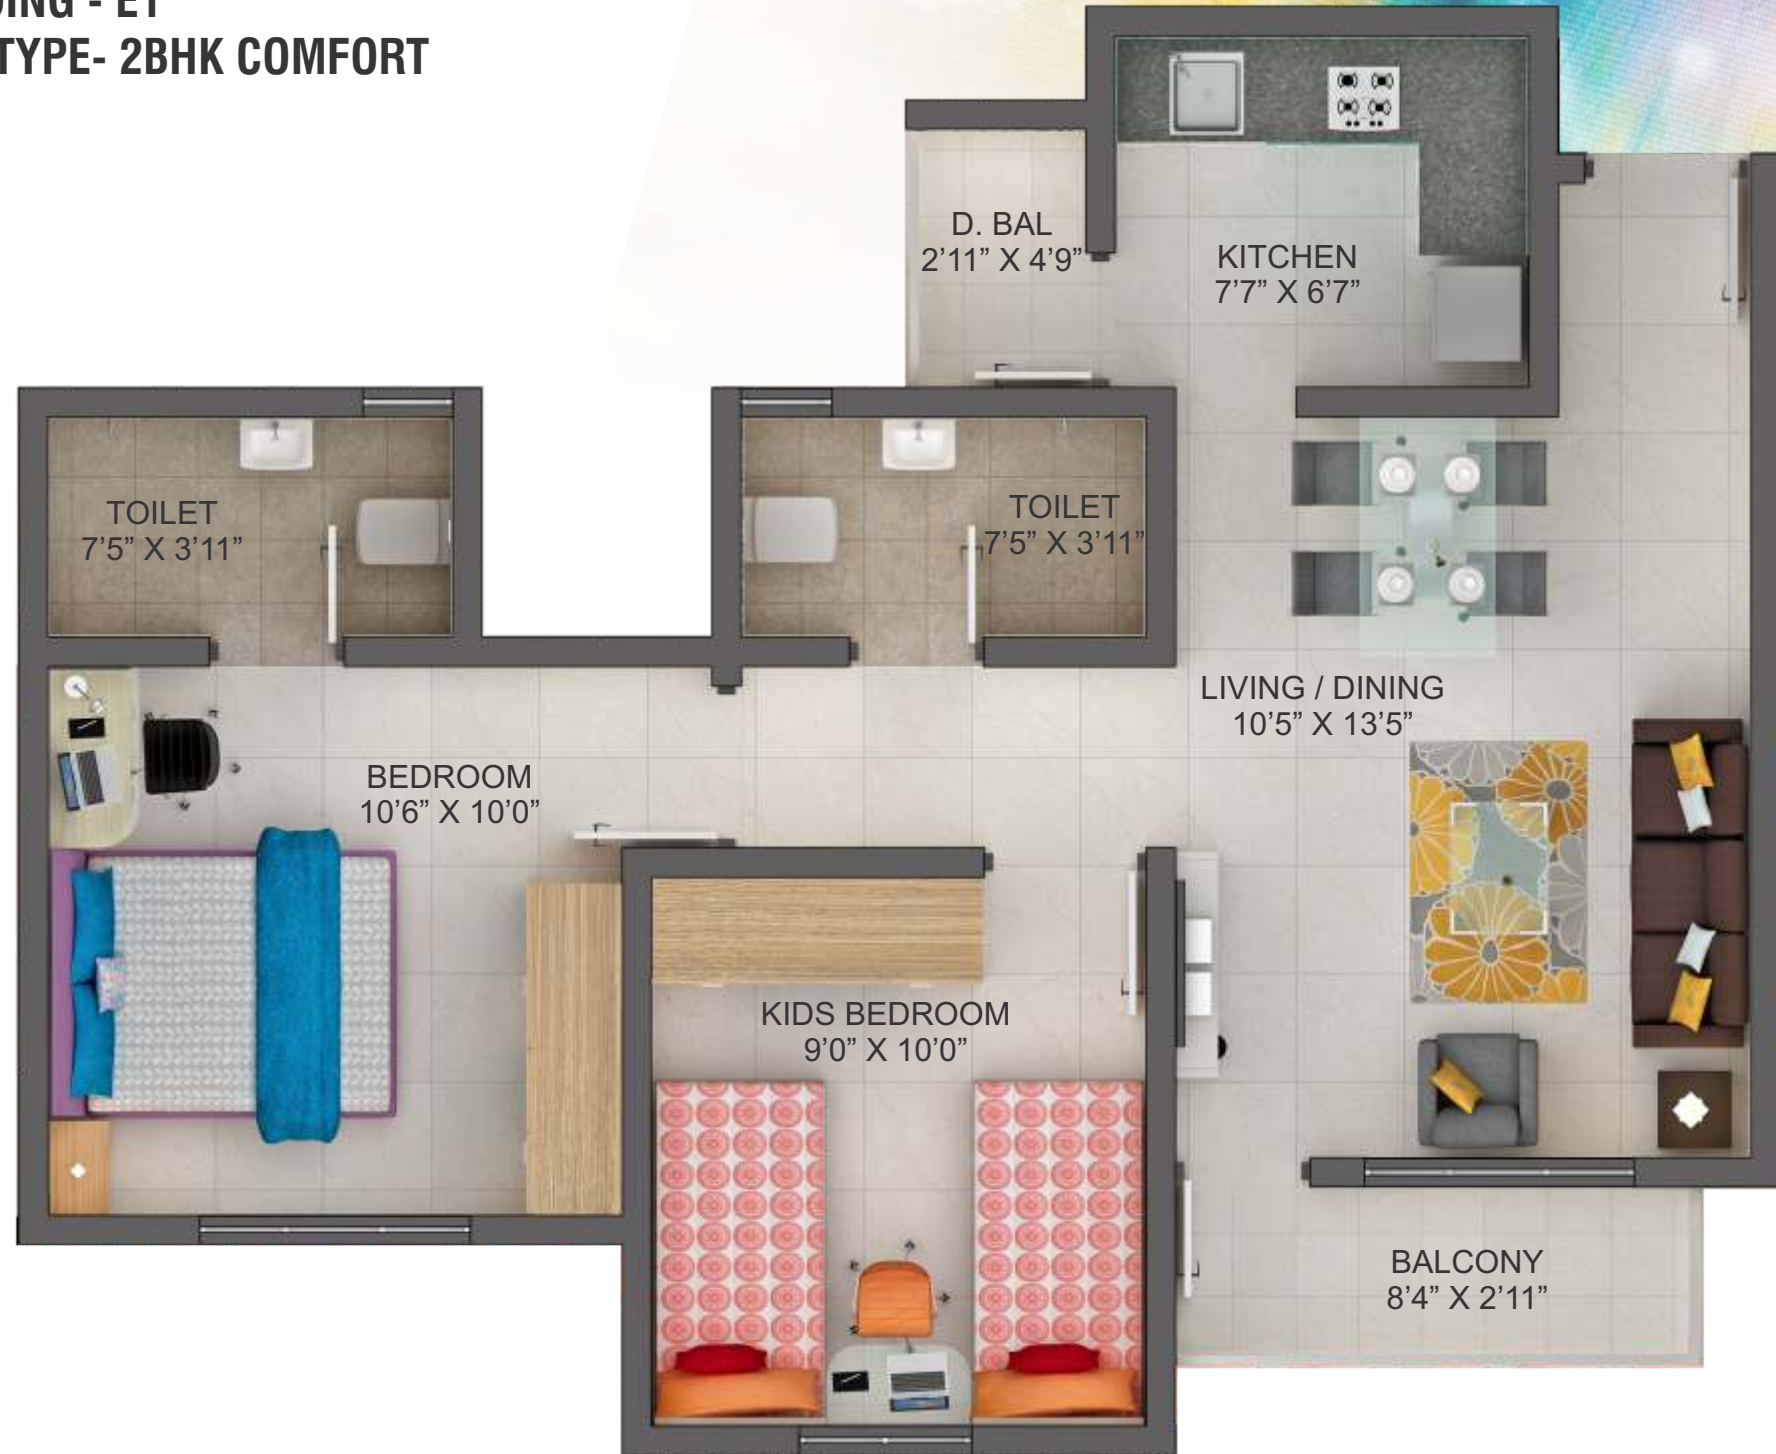 - E1
TYPE- 2BHK COMFORT
D. BAL
2’11” X 4’9”
KITCHEN
7’7” X 6’7”
TOILET
7’5” X 3’11”
TOILET
7’5” X 3’11”
LIVING / DINING
10’5” X 13’5”
BEDROOM
10’6” X 10’0”
KIDS BEDROOM
9’0” X 10’0”
BALCONY
8’4” X 2’11”